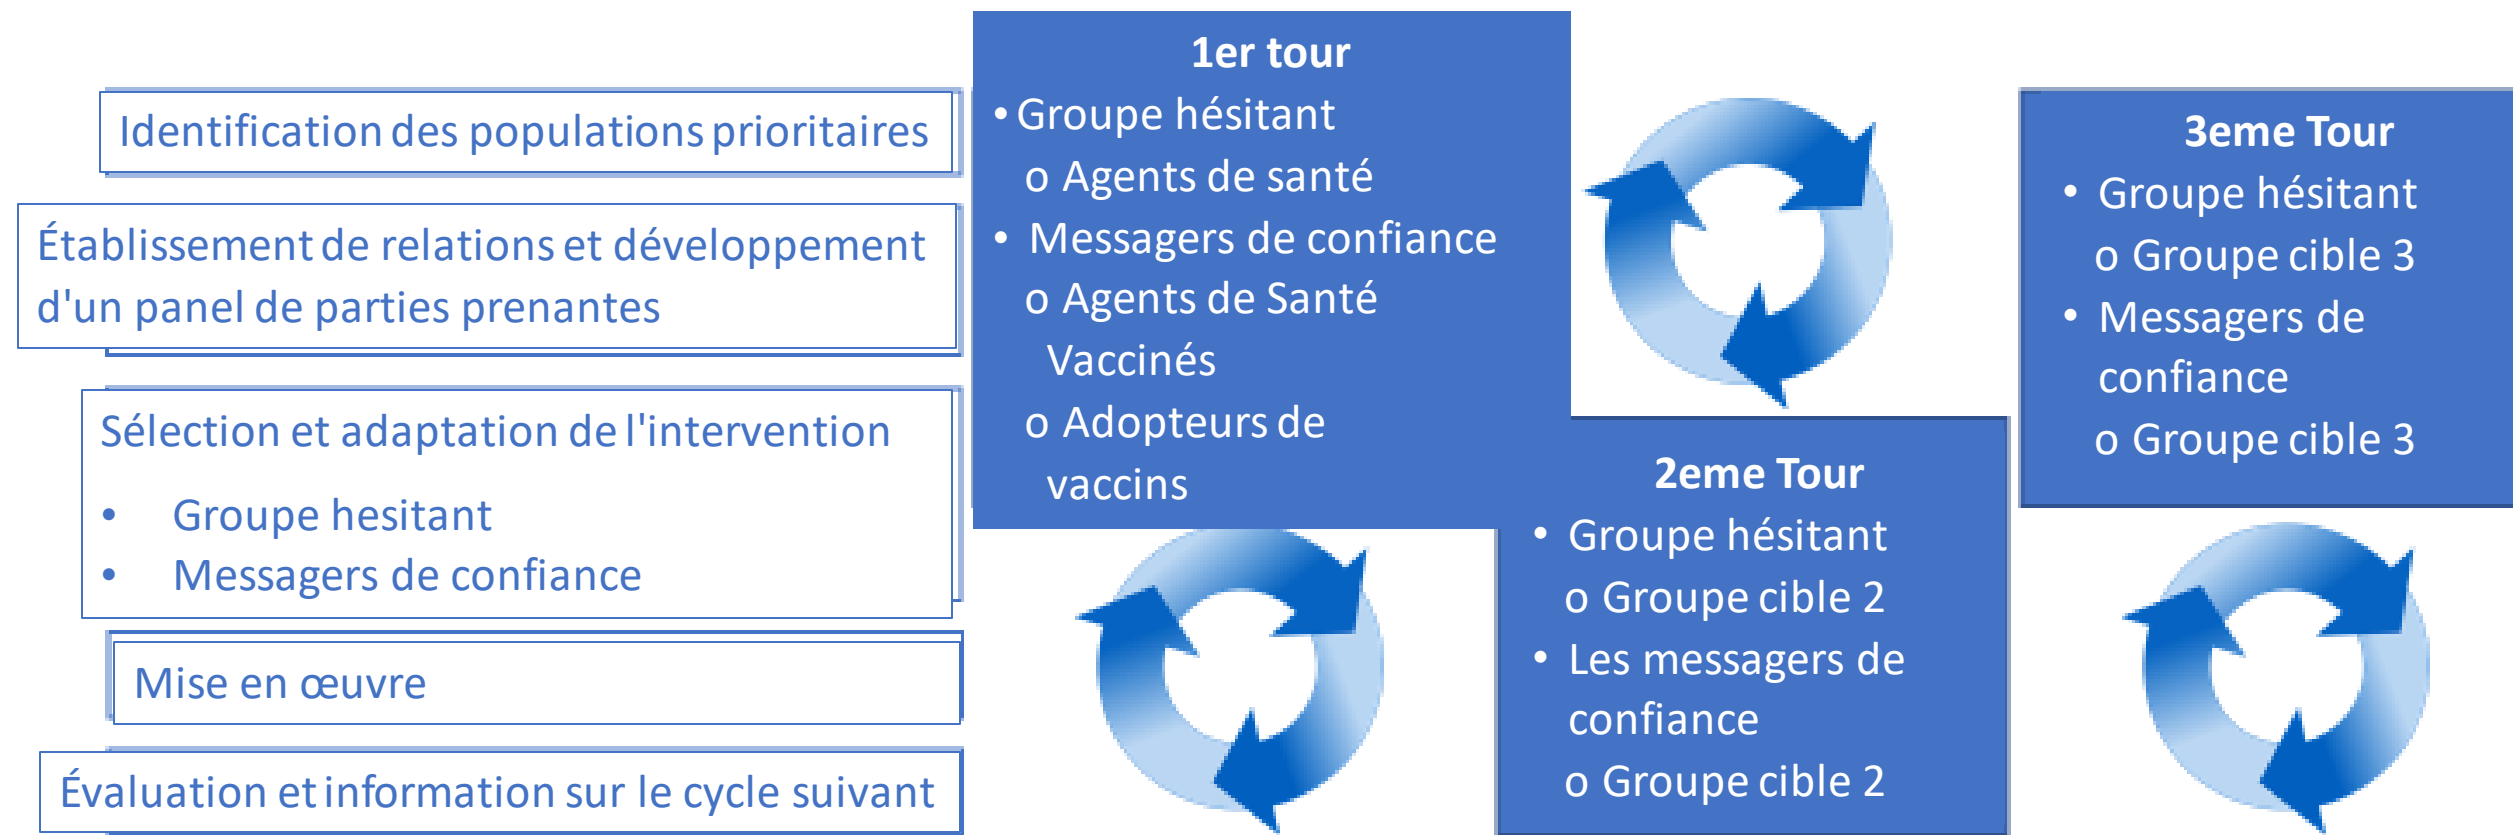 Identification des populations prioritaires
Établissement de relations et développement
d'un panel de parties prenantes
Sélection et adaptation de l'intervention
• Groupe hesitant
• Messagers de confiance
Mise en œuvre
Évaluation et information sur le cycle suivant
1er tour
• Groupe hésitant
o Agents de santé
• Messagers de confiance
o Agents de Santé
Vaccinés
o Adopteurs de
vaccins
2eme Tour
• Groupe hésitant
o Groupe cible 2
• Les messagers de
confiance
o Groupe cible 2
3eme Tour
• Groupe hésitant
o Groupe cible 3
• Messagers de
confiance
o Groupe cible 3